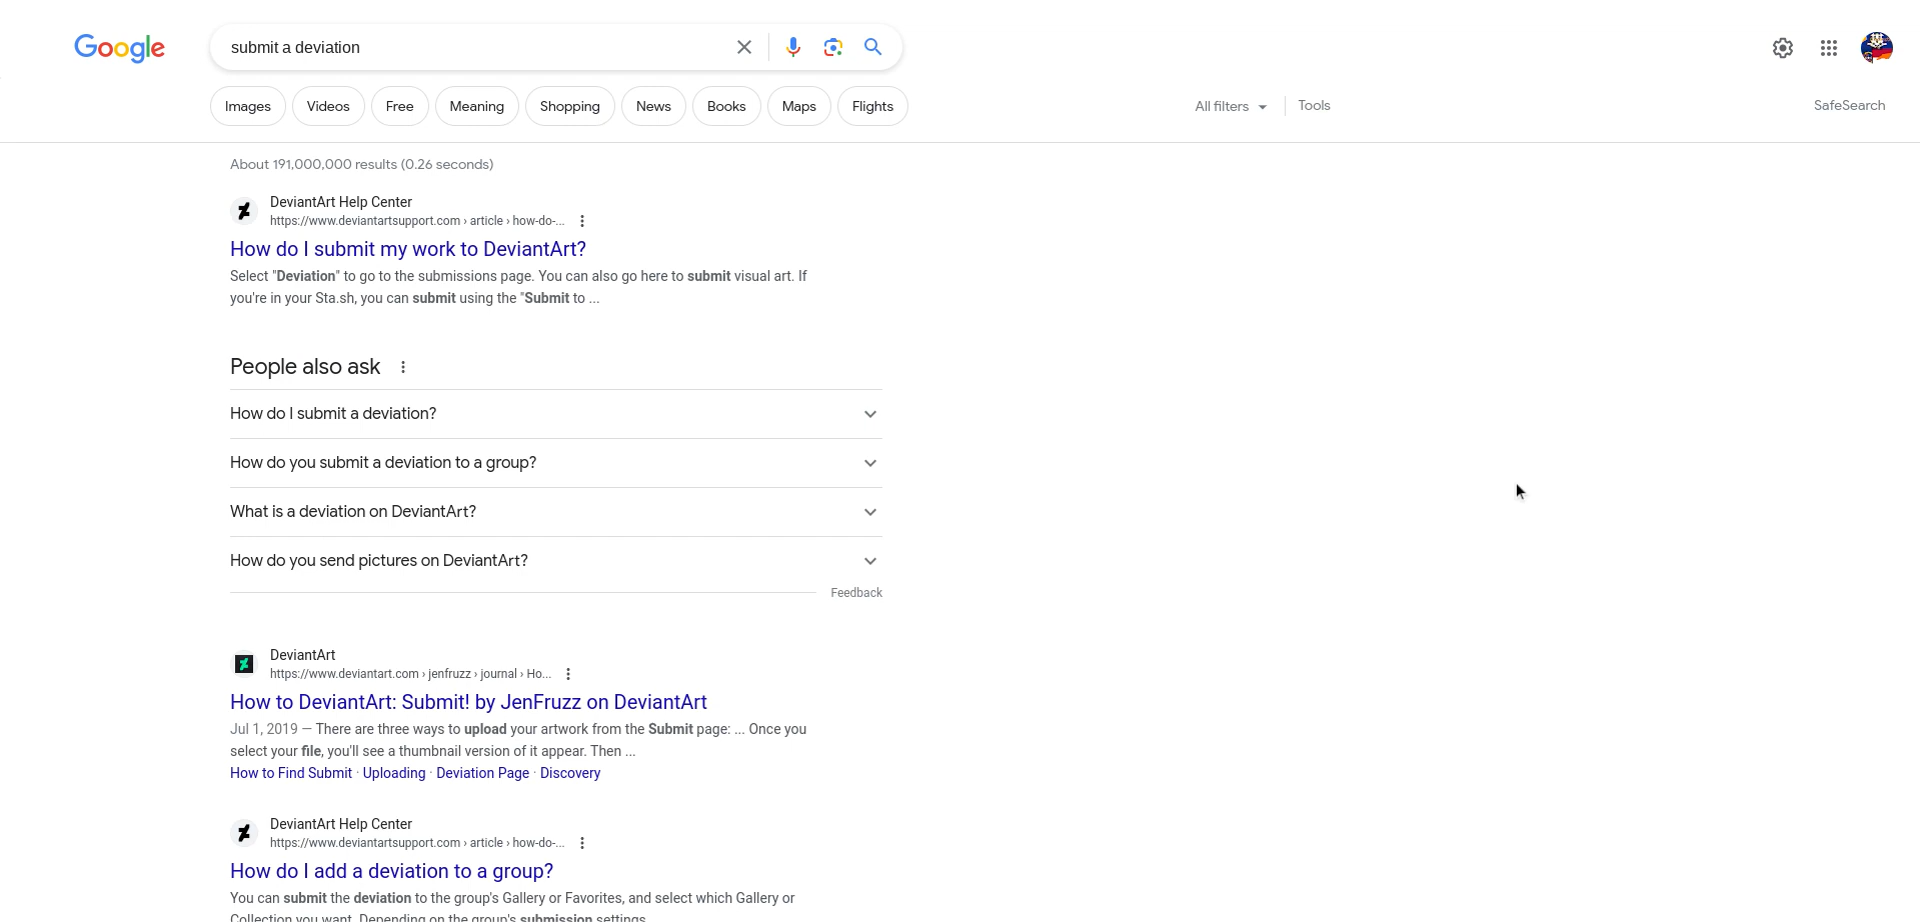 Google
submit a deviation
Images
Videos
Free
Meaning
Shopping
News
Books
Maps
Flights
All filters
Tools
SafeSearch
About 191,000,000 results (0.26 seconds)
DeviantArt Help Center
https://www.deviantartsupport.com › article › how-do-...
How do I submit my work to DeviantArt?
Select "Deviation" to go to the submissions page. You can also go here to submit visual art. If
you're in your Sta.sh, you can submit using the "Submit to ...
People also ask
How do I submit a deviation?
How do you submit a deviation to a group?
What is a deviation on DeviantArt?
How do you send pictures on DeviantArt?
Feedback
DeviantArt
https://www.deviantart.com › jenfruzz › journal › Ho...
How to DeviantArt: Submit! by JenFruzz on DeviantArt
Jul 1, 2019 — There are three ways to upload your artwork from the Submit page: ... Once you
select your file, you'll see a thumbnail version of it appear. Then ...
How to Find Submit · Uploading · Deviation Page · Discovery
DeviantArt Help Center
https://www.deviantartsupport.com › article › how-do-...
How do I add a deviation to a group?
You can submit the deviation to the group's Gallery or Favorites, and select which Gallery or
Collection you want. Depending on the group's submission settings